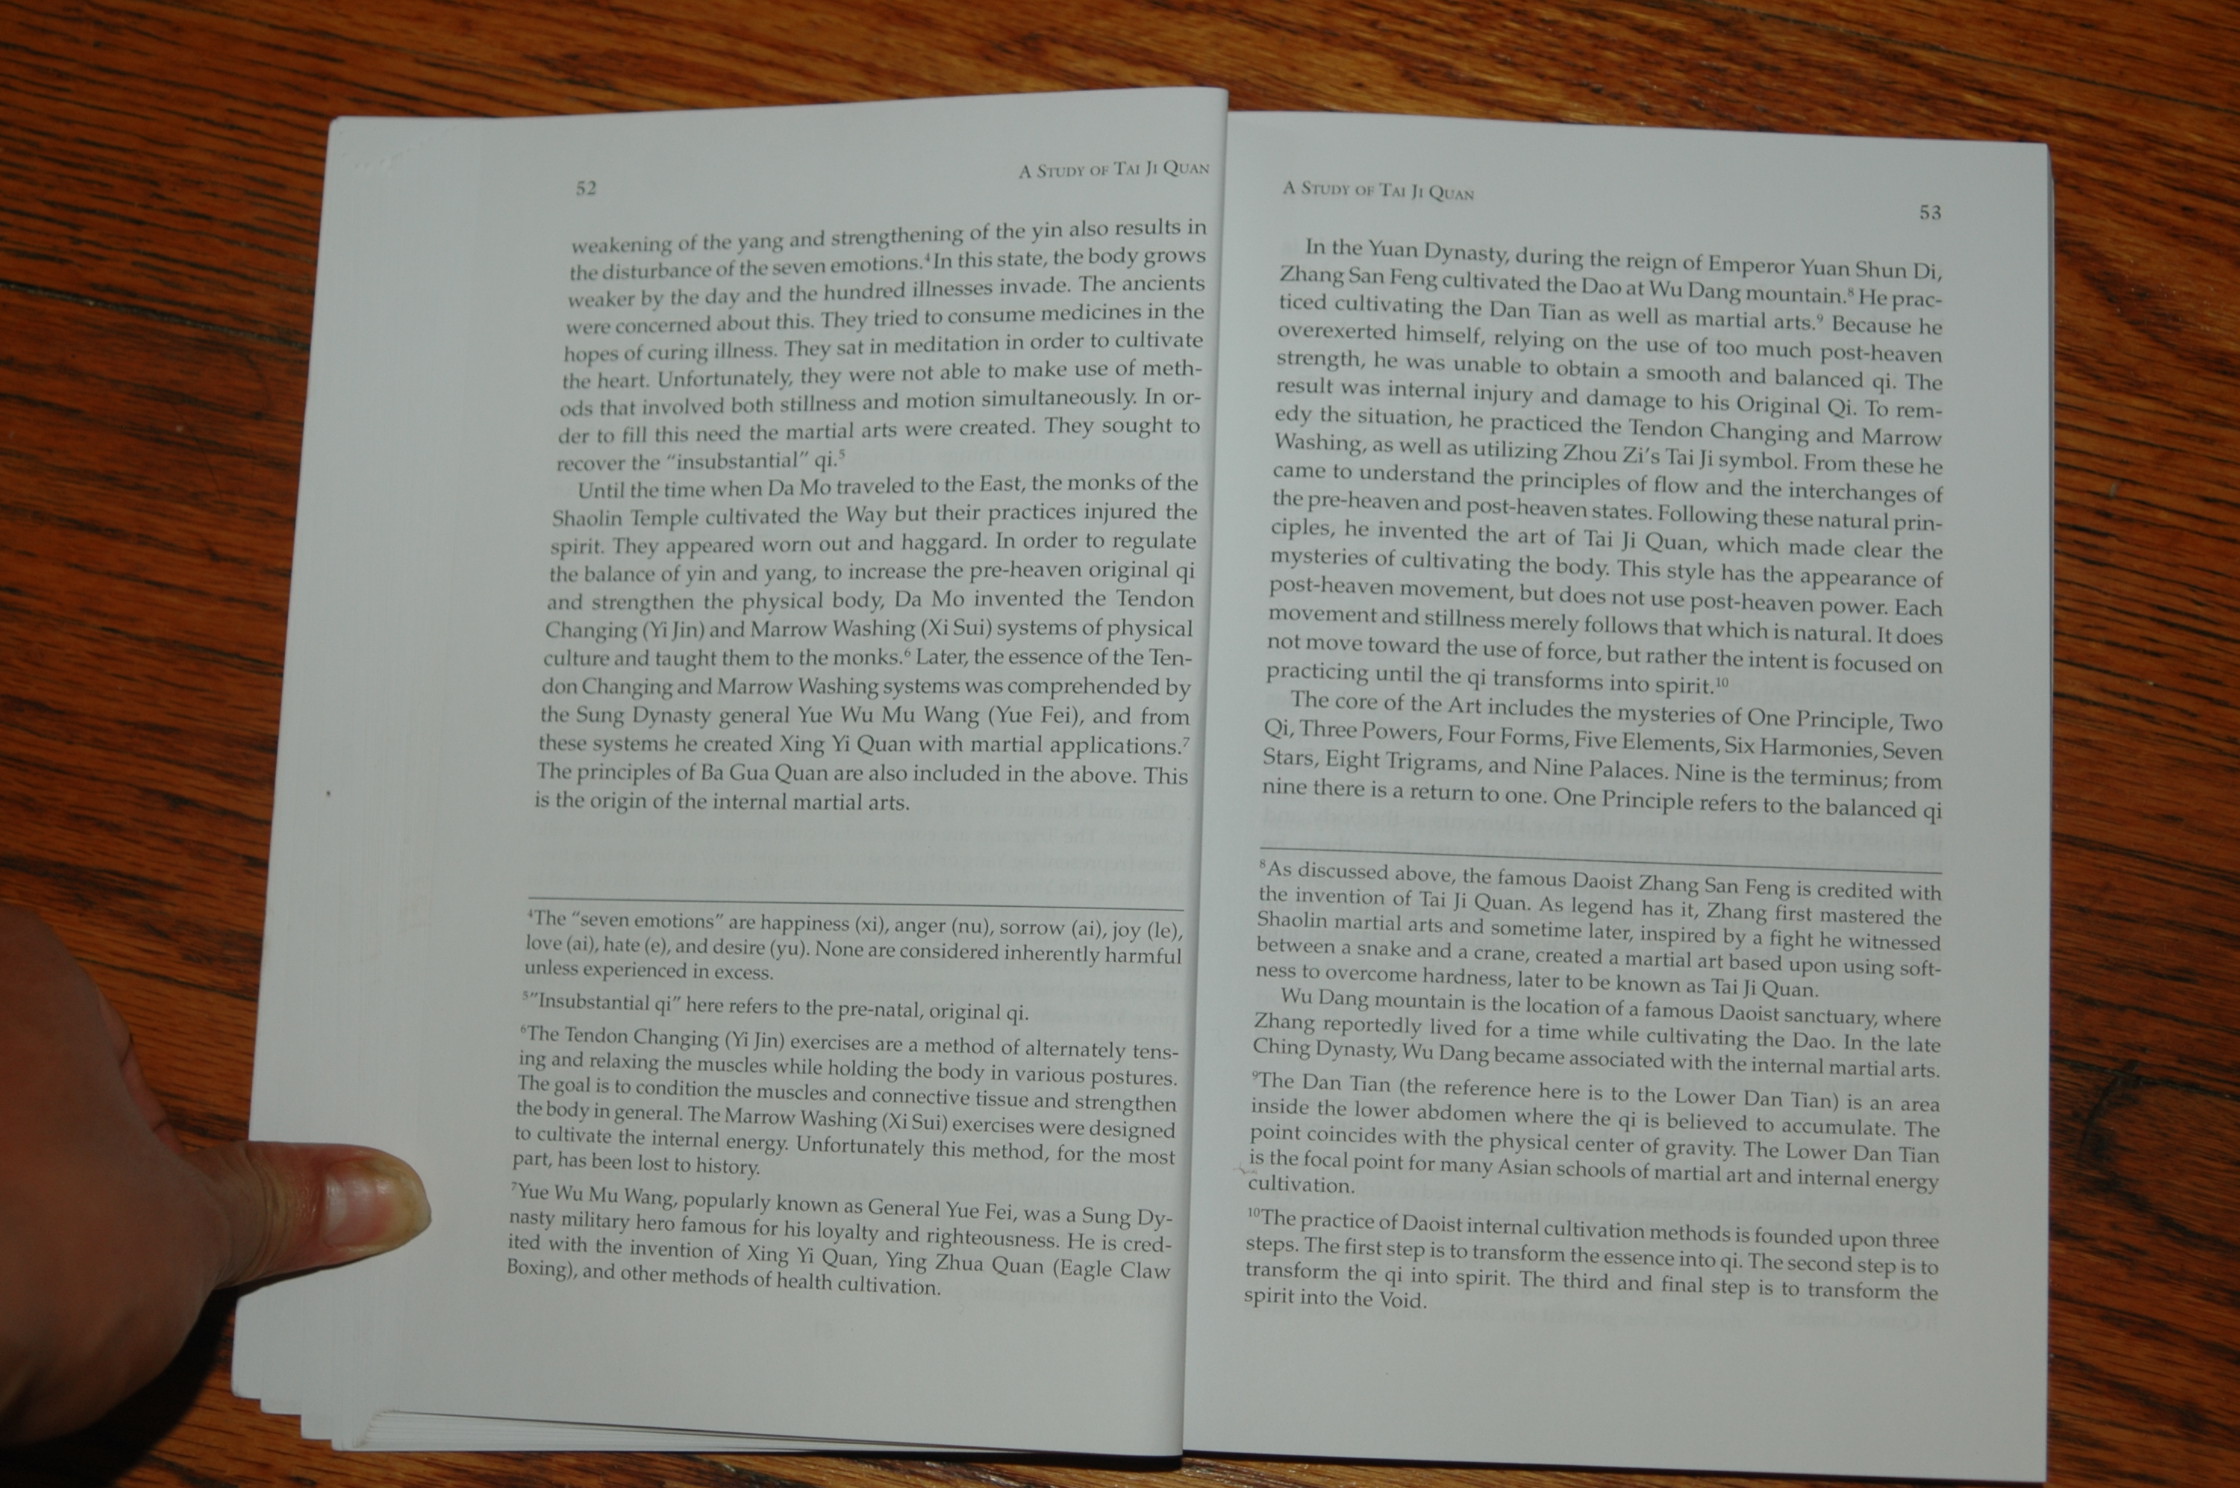 52
A STUDY OF TAI JI QUAN
weakening of the yang and strengthening of the yin also results in
the disturbance of the seven emotions.⁴ In this state, the body grows
weaker by the day and the hundred illnesses invade. The ancients
were concerned about this. They tried to consume medicines in the
hopes of curing illness. They sat in meditation in order to cultivate
the heart. Unfortunately, they were not able to make use of meth-
ods that involved both stillness and motion simultaneously. In or-
der to fill this need the martial arts were created. They sought to
recover the “insubstantial” qi.⁵
Until the time when Da Mo traveled to the East, the monks of the
Shaolin Temple cultivated the Way but their practices injured the
spirit. They appeared worn out and haggard. In order to regulate
the balance of yin and yang, to increase the pre-heaven original qi
and strengthen the physical body, Da Mo invented the Tendon
Changing (Yi Jin) and Marrow Washing (Xi Sui) systems of physical
culture and taught them to the monks.⁶ Later, the essence of the Ten-
don Changing and Marrow Washing systems was comprehended by
the Sung Dynasty general Yue Wu Mu Wang (Yue Fei), and from
these systems he created Xing Yi Quan with martial applications.⁷
The principles of Ba Gua Quan are also included in the above. This
is the origin of the internal martial arts.
⁴The “seven emotions” are happiness (xi), anger (nu), sorrow (ai), joy (le),
love (ai), hate (e), and desire (yu). None are considered inherently harmful
unless experienced in excess.
⁵”Insubstantial qi” here refers to the pre-natal, original qi.
⁶The Tendon Changing (Yi Jin) exercises are a method of alternately tens-
ing and relaxing the muscles while holding the body in various postures.
The goal is to condition the muscles and connective tissue and strengthen
the body in general. The Marrow Washing (Xi Sui) exercises were designed
to cultivate the internal energy. Unfortunately this method, for the most
part, has been lost to history.
⁷Yue Wu Mu Wang, popularly known as General Yue Fei, was a Sung Dy-
nasty military hero famous for his loyalty and righteousness. He is cred-
ited with the invention of Xing Yi Quan, Ying Zhua Quan (Eagle Claw
Boxing), and other methods of health cultivation.
A STUDY OF TAI JI QUAN
53
In the Yuan Dynasty, during the reign of Emperor Yuan Shun Di,
Zhang San Feng cultivated the Dao at Wu Dang mountain.⁸ He prac-
ticed cultivating the Dan Tian as well as martial arts.⁹ Because he
overexerted himself, relying on the use of too much post-heaven
strength, he was unable to obtain a smooth and balanced qi. The
result was internal injury and damage to his Original Qi. To rem-
edy the situation, he practiced the Tendon Changing and Marrow
Washing, as well as utilizing Zhou Zi’s Tai Ji symbol. From these he
came to understand the principles of flow and the interchanges of
the pre-heaven and post-heaven states. Following these natural prin-
ciples, he invented the art of Tai Ji Quan, which made clear the
mysteries of cultivating the body. This style has the appearance of
post-heaven movement, but does not use post-heaven power. Each
movement and stillness merely follows that which is natural. It does
not move toward the use of force, but rather the intent is focused on
practicing until the qi transforms into spirit.¹⁰
The core of the Art includes the mysteries of One Principle, Two
Qi, Three Powers, Four Forms, Five Elements, Six Harmonies, Seven
Stars, Eight Trigrams, and Nine Palaces. Nine is the terminus; from
nine there is a return to one. One Principle refers to the balanced qi
⁸As discussed above, the famous Daoist Zhang San Feng is credited with
the invention of Tai Ji Quan. As legend has it, Zhang first mastered the
Shaolin martial arts and sometime later, inspired by a fight he witnessed
between a snake and a crane, created a martial art based upon using soft-
ness to overcome hardness, later to be known as Tai Ji Quan.
Wu Dang mountain is the location of a famous Daoist sanctuary, where
Zhang reportedly lived for a time while cultivating the Dao. In the late
Ching Dynasty, Wu Dang became associated with the internal martial arts.
⁹The Dan Tian (the reference here is to the Lower Dan Tian) is an area
inside the lower abdomen where the qi is believed to accumulate. The
point coincides with the physical center of gravity. The Lower Dan Tian
is the focal point for many Asian schools of martial art and internal energy
cultivation.
¹⁰The practice of Daoist internal cultivation methods is founded upon three
steps. The first step is to transform the essence into qi. The second step is to
transform the qi into spirit. The third and final step is to transform the
spirit into the Void.